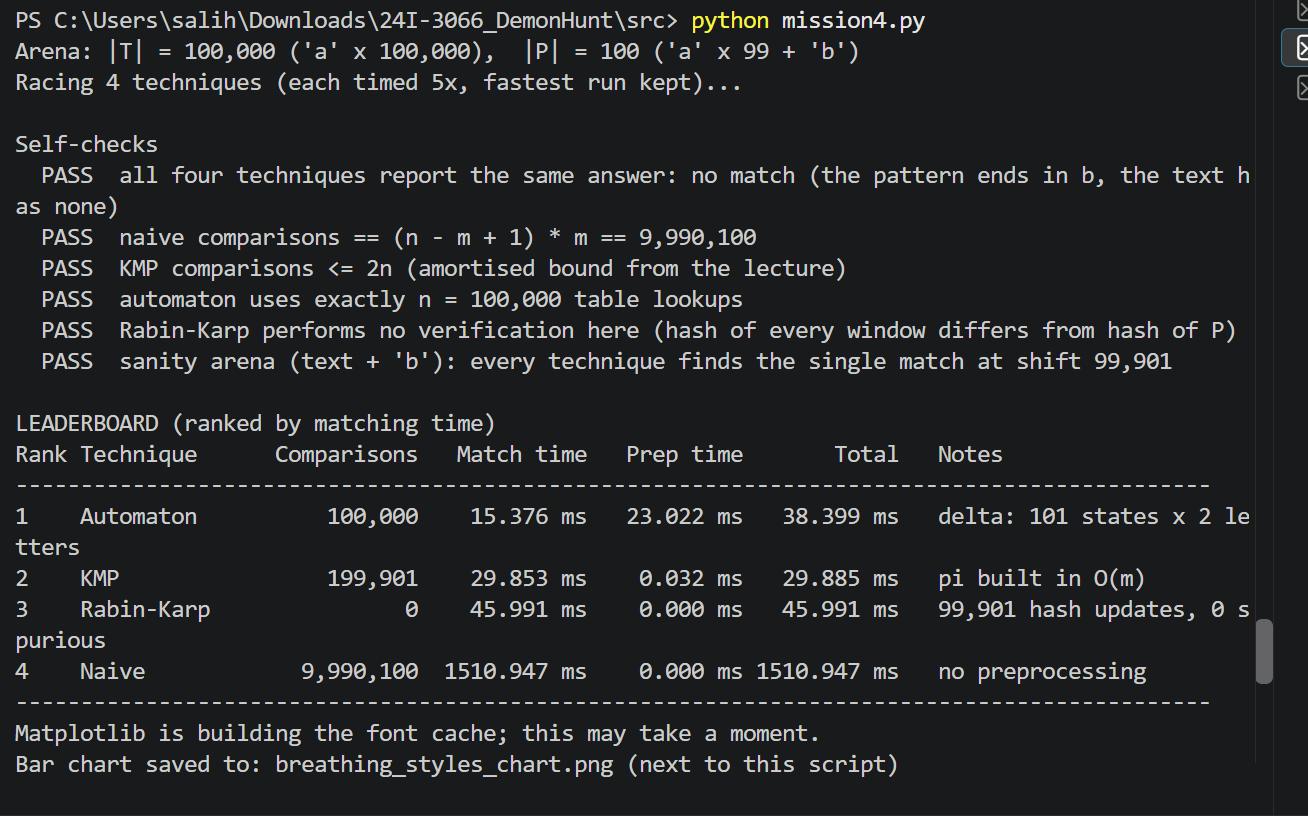 PS C:\Users\salih\Downloads\24I-3066_DemonHunt\src> python mission4.py
Arena: |T| = 100,000 ('a' x 100,000),  |P| = 100 ('a' x 99 + 'b')
Racing 4 techniques (each timed 5x, fastest run kept)...
Self-checks
  PASS  all four techniques report the same answer: no match (the pattern ends in b, the text h
as none)
  PASS  naive comparisons == (n - m + 1) * m == 9,990,100
  PASS  KMP comparisons <= 2n (amortised bound from the lecture)
  PASS  automaton uses exactly n = 100,000 table lookups
  PASS  Rabin-Karp performs no verification here (hash of every window differs from hash of P)
  PASS  sanity arena (text + 'b'): every technique finds the single match at shift 99,901
LEADERBOARD (ranked by matching time)
Rank Technique      Comparisons   Match time   Prep time       Total   Notes
--------------------------------------------------------------------------------------------
1    Automaton          100,000    15.376 ms   23.022 ms   38.399 ms   delta: 101 states x 2 le
tters
2    KMP                199,901    29.853 ms    0.032 ms   29.885 ms   pi built in O(m)
3    Rabin-Karp               0    45.991 ms    0.000 ms   45.991 ms   99,901 hash updates, 0 s
purious
4    Naive            9,990,100  1510.947 ms    0.000 ms 1510.947 ms   no preprocessing
--------------------------------------------------------------------------------------------
Matplotlib is building the font cache; this may take a moment.
Bar chart saved to: breathing_styles_chart.png (next to this script)